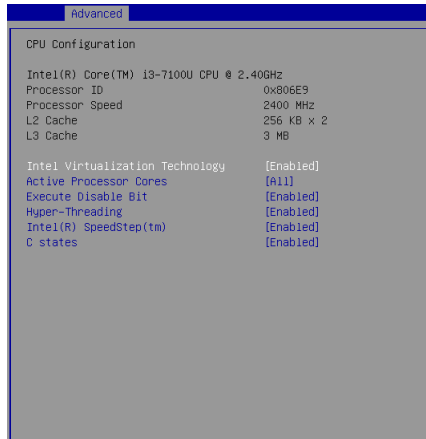 Advanced
CPU Configuration
Intel(R) Core(TM) i3-7100U CPU @ 2.40GHz
Processor ID 0x806E9
Processor Speed 2400 MHz
L2 Cache 256 KB x 2
L3 Cache 3 MB
Intel Virtualization Technology [Enabled]
Active Processor Cores [All]
Execute Disable Bit [Enabled]
Hyper-Threading [Enabled]
Intel(R) SpeedStep(tm) [Enabled]
C states [Enabled]